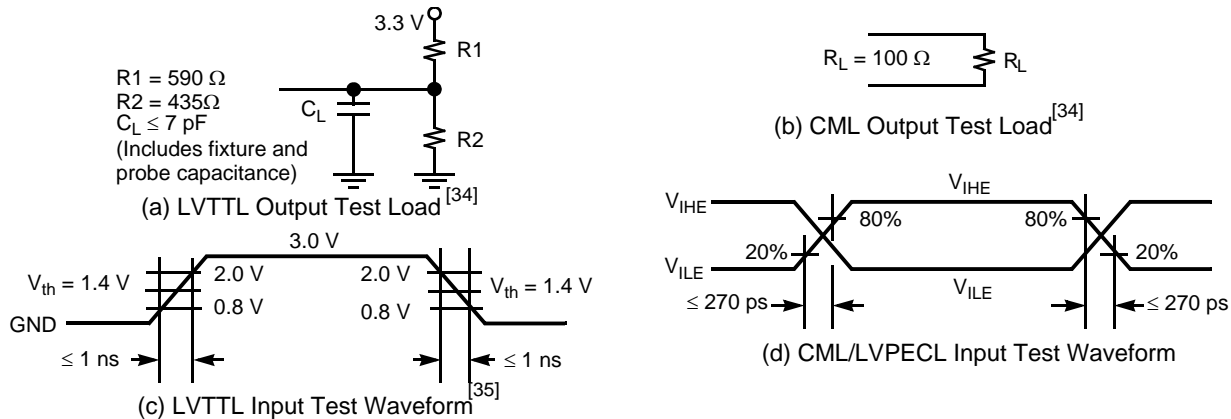 3.3 V
R1
R1 = 590 Ω
R2 = 435Ω
C_L ≤ 7 pF
(Includes fixture and
probe capacitance)
C_L
R2
(a) LVTTL Output Test Load [34]
R_L = 100 Ω
R_L
(b) CML Output Test Load [34]
3.0 V
V_th = 1.4 V
2.0 V
0.8 V
2.0 V
0.8 V
V_th = 1.4 V
GND
≤ 1 ns
≤ 1 ns
(c) LVTTL Input Test Waveform [35]
V_IHE
V_IHE
80%
80%
20%
20%
V_ILE
V_ILE
≤ 270 ps
≤ 270 ps
(d) CML/LVPECL Input Test Waveform